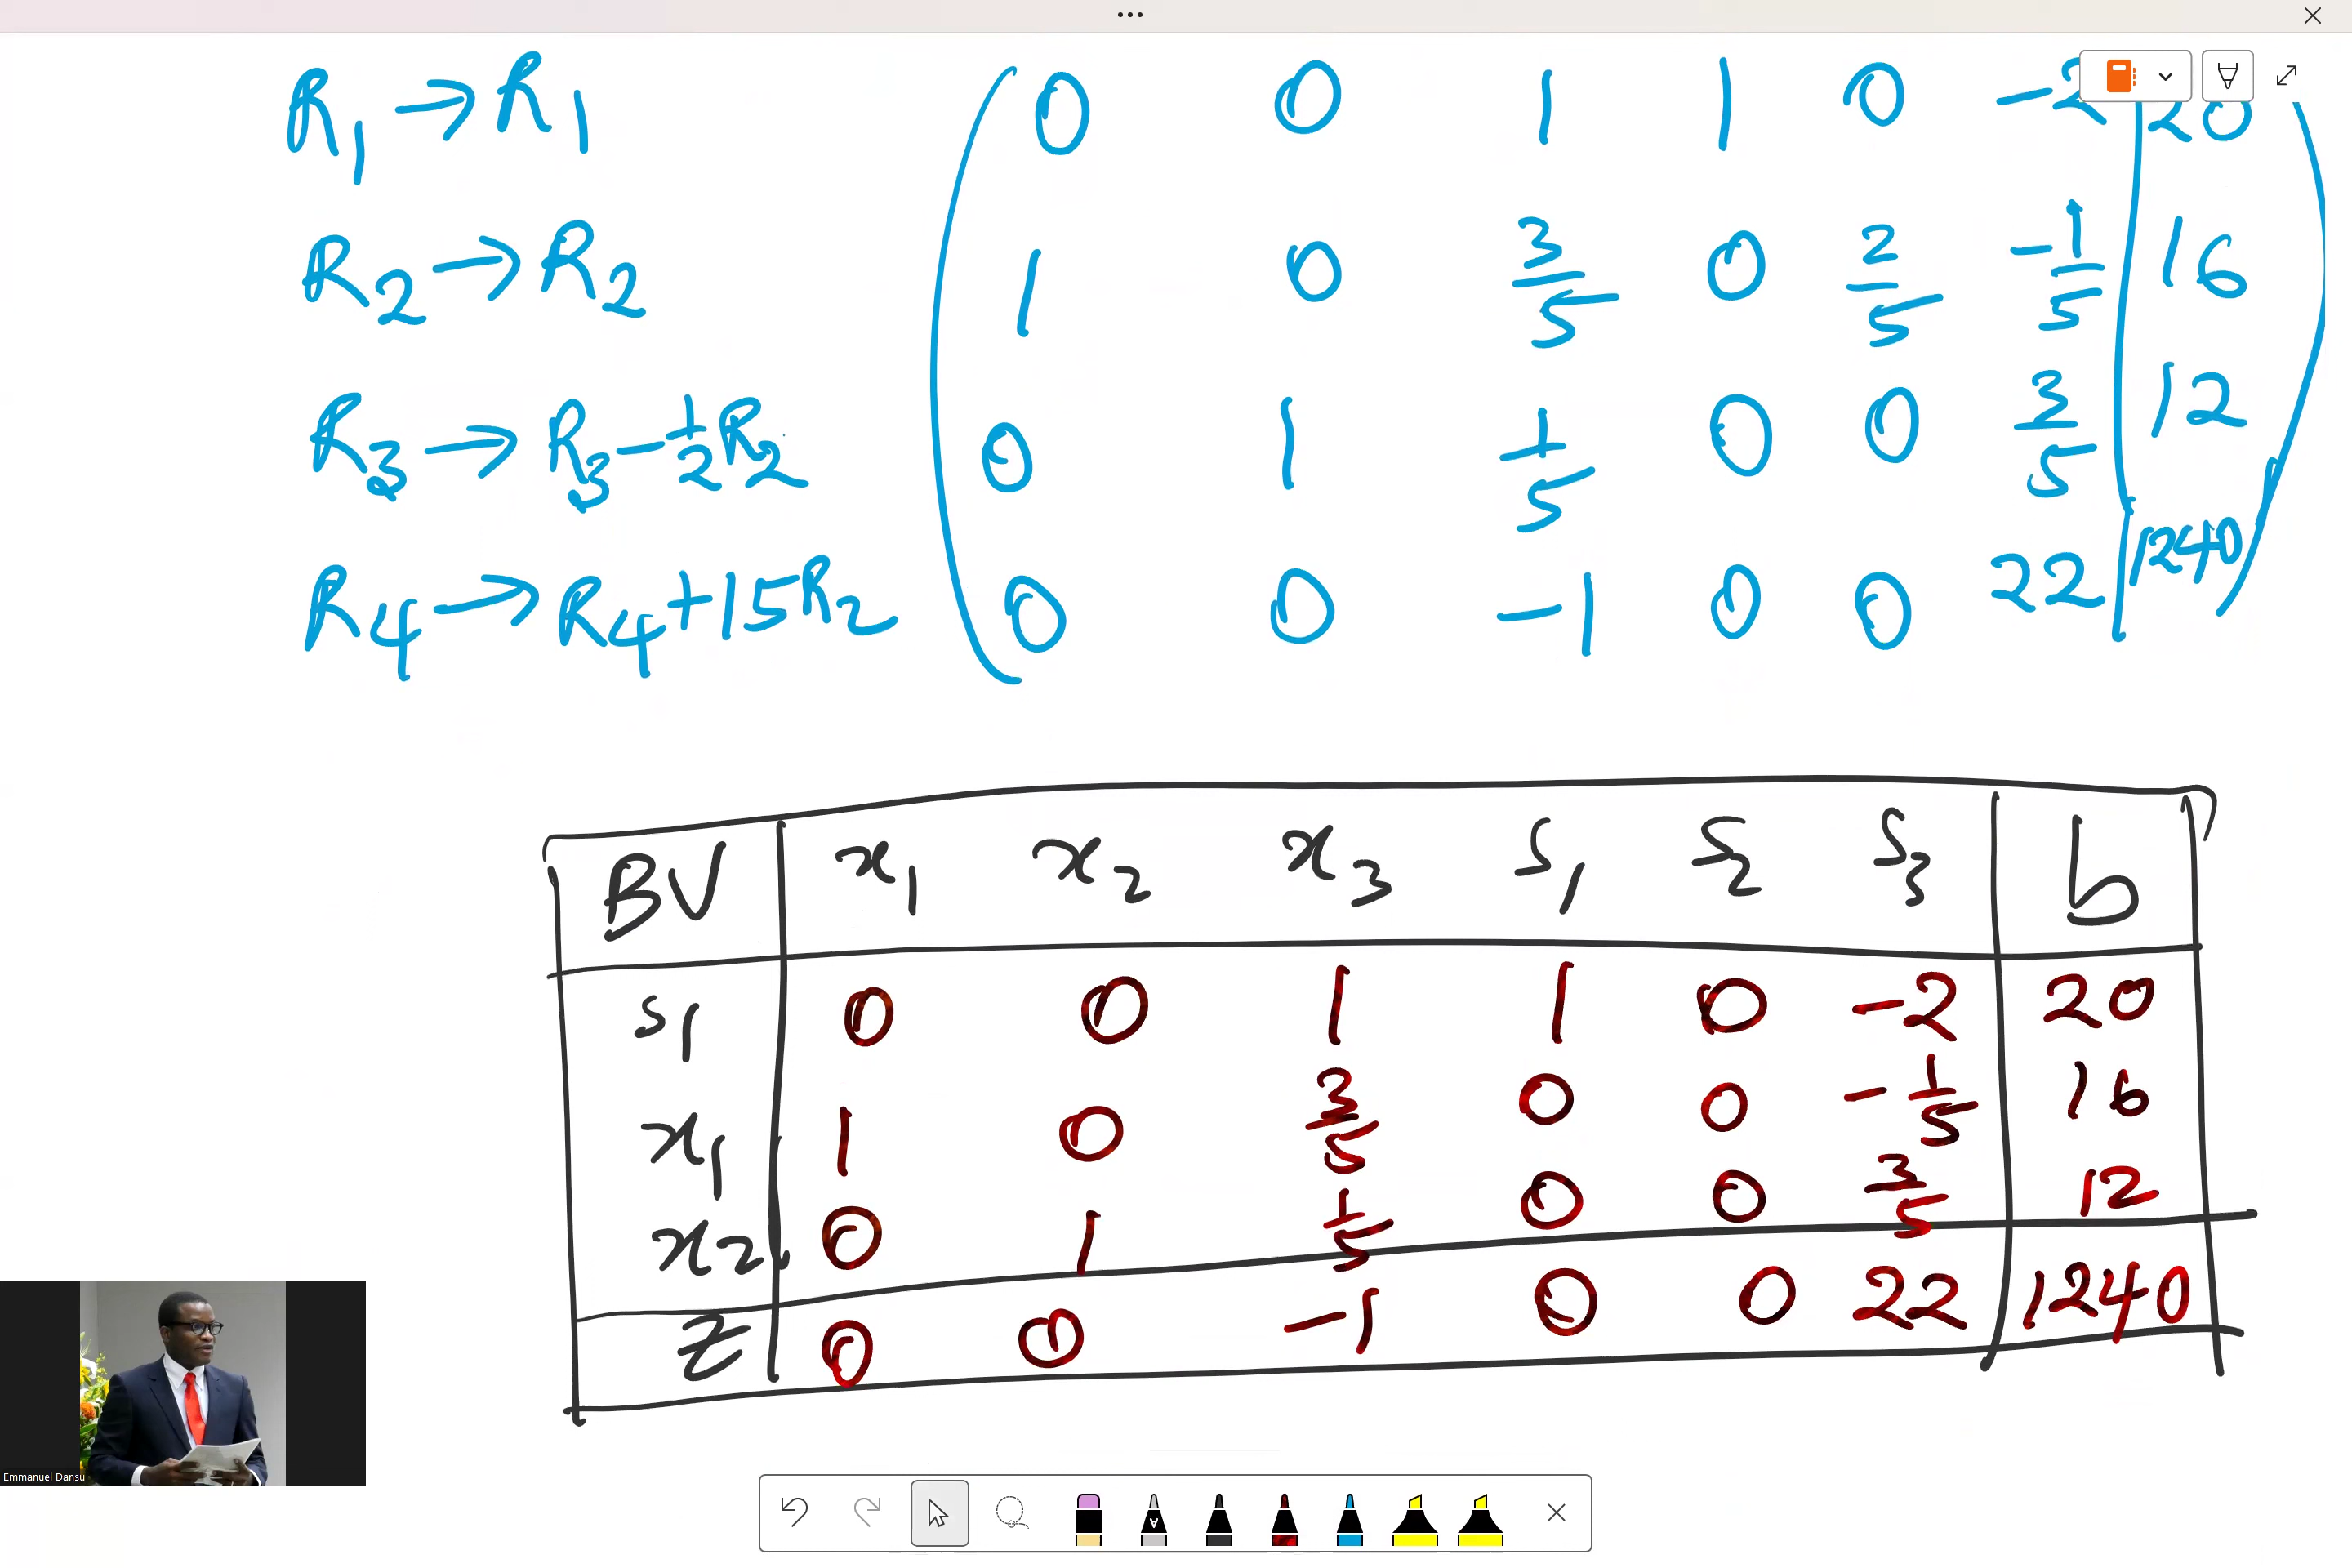 R₁ → R₁ 0 0 1 1 0 -2 20
R₂ → R₂ 1 0 3/5 0 2/5 -1/5 16
R₃ → R₃ - 1/2 R₂ 0 1 1/5 0 0 3/5 12
R₄ → R₄ + 15R₂ 0 0 -1 0 0 22 1240
BV x₁ x₂ x₃ s₁ s₂ s₃ b
s₁ 0 0 1 1 0 -2 20
x₁ 1 0 3/5 0 0 -1/5 16
x₂ 0 1 1/5 0 0 3/5 12
z 0 0 -1 0 0 22 1240
Emmanuel Dansu